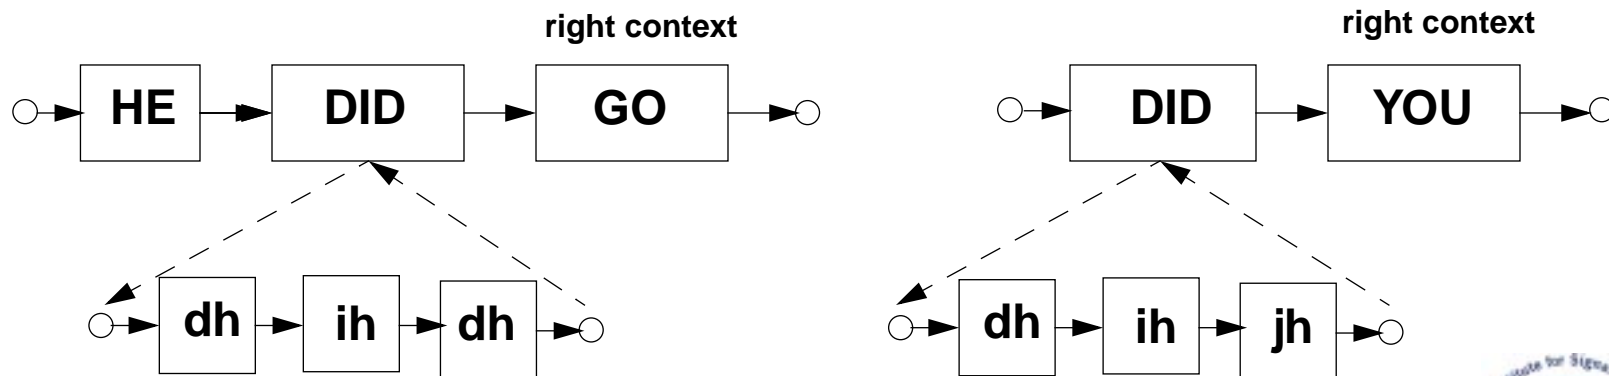 right context
HE DID GO
dh ih dh
right context
DID YOU
dh ih jh